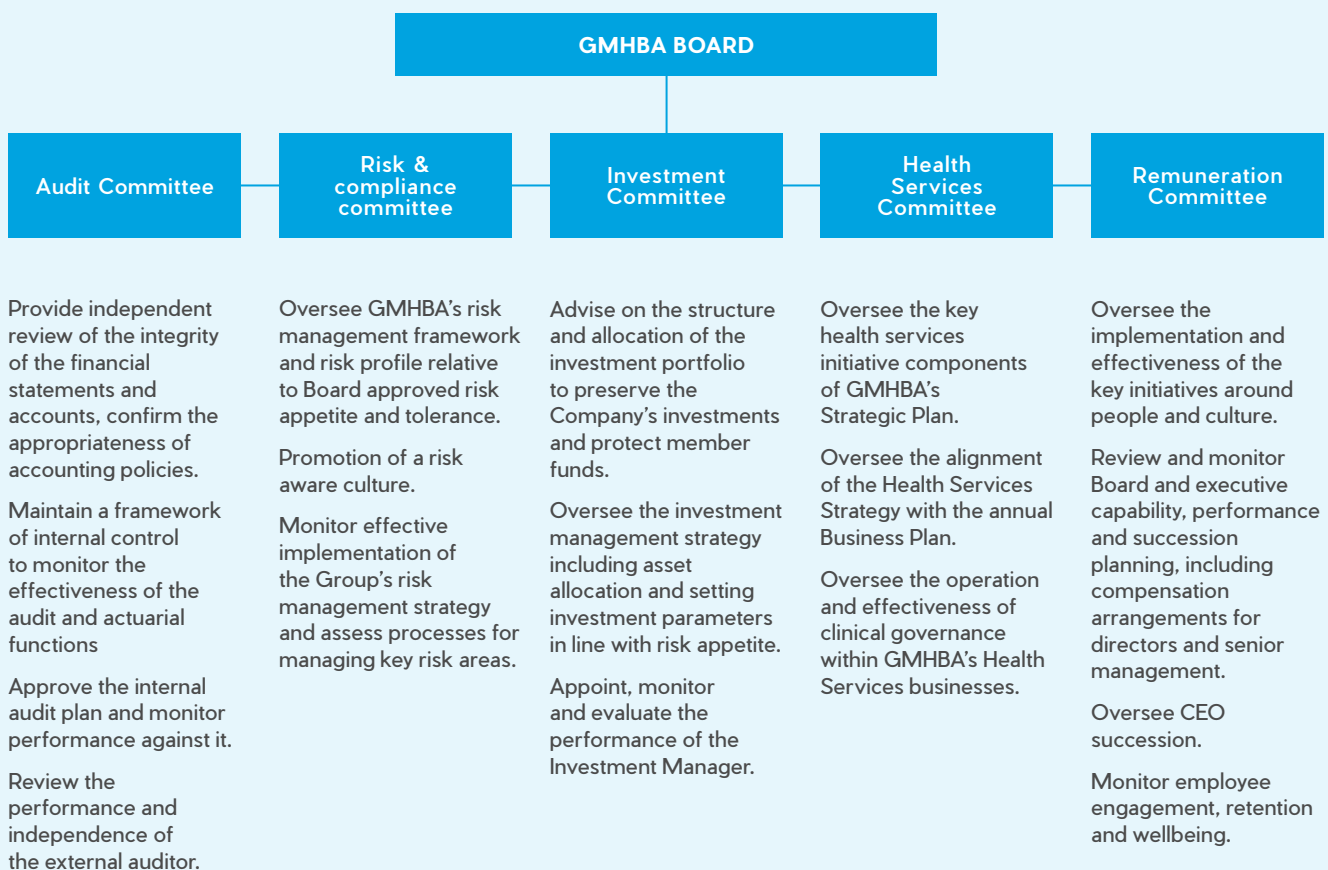 GMHBA BOARD
Audit Committee
Risk &
compliance
committee
Investment
Committee
Health
Services
Committee
Remuneration
Committee
Provide independent
review of the integrity
of the financial
statements and
accounts, confirm the
appropriateness of
accounting policies.
Maintain a framework
of internal control
to monitor the
effectiveness of the
audit and actuarial
functions
Approve the internal
audit plan and monitor
performance against it.
Review the
performance and
independence of
the external auditor.
Oversee GMHBA’s risk
management framework
and risk profile relative
to Board approved risk
appetite and tolerance.
Promotion of a risk
aware culture.
Monitor effective
implementation of
the Group’s risk
management strategy
and assess processes for
managing key risk areas.
Advise on the structure
and allocation of the
investment portfolio
to preserve the
Company’s investments
and protect member
funds.
Oversee the investment
management strategy
including asset
allocation and setting
investment parameters
in line with risk appetite.
Appoint, monitor
and evaluate the
performance of the
Investment Manager.
Oversee the key
health services
initiative components
of GMHBA’s
Strategic Plan.
Oversee the alignment
of the Health Services
Strategy with the annual
Business Plan.
Oversee the operation
and effectiveness of
clinical governance
within GMHBA’s Health
Services businesses.
Oversee the
implementation and
effectiveness of the
key initiatives around
people and culture.
Review and monitor
Board and executive
capability, performance
and succession
planning, including
compensation
arrangements for
directors and senior
management.
Oversee CEO
succession.
Monitor employee
engagement, retention
and wellbeing.